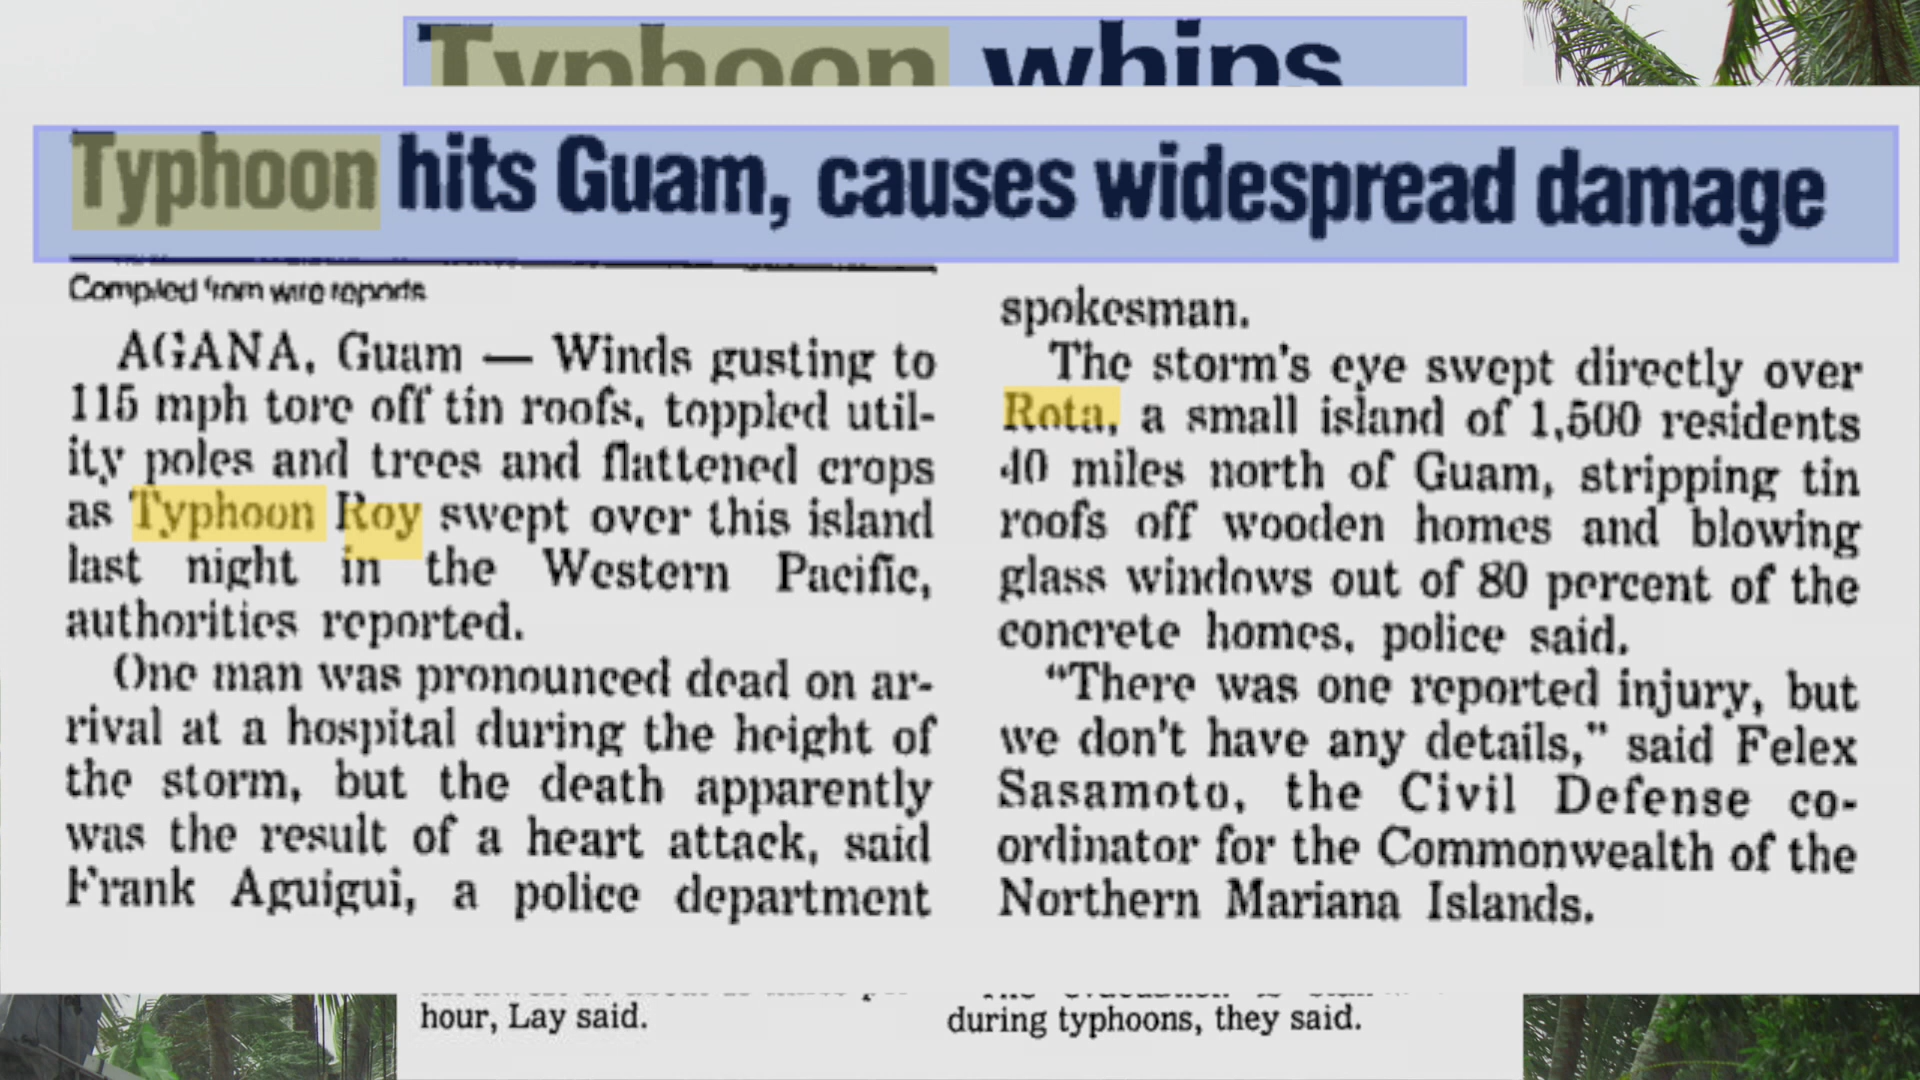 Typhoon whips
Typhoon hits Guam, causes widespread damage
Compiled from wire reports
AGANA, Guam — Winds gusting to
115 mph tore off tin roofs, toppled util-
ity poles and trees and flattened crops
as Typhoon Roy swept over this island
last night in the Western Pacific,
authorities reported.
One man was pronounced dead on ar-
rival at a hospital during the height of
the storm, but the death apparently
was the result of a heart attack, said
Frank Aguigui, a police department
spokesman.
The storm's eye swept directly over
Rota, a small island of 1,500 residents
40 miles north of Guam, stripping tin
roofs off wooden homes and blowing
glass windows out of 80 percent of the
concrete homes, police said.
"There was one reported injury, but
we don't have any details," said Felex
Sasamoto, the Civil Defense co-
ordinator for the Commonwealth of the
Northern Mariana Islands.
hour, Lay said.
during typhoons, they said.